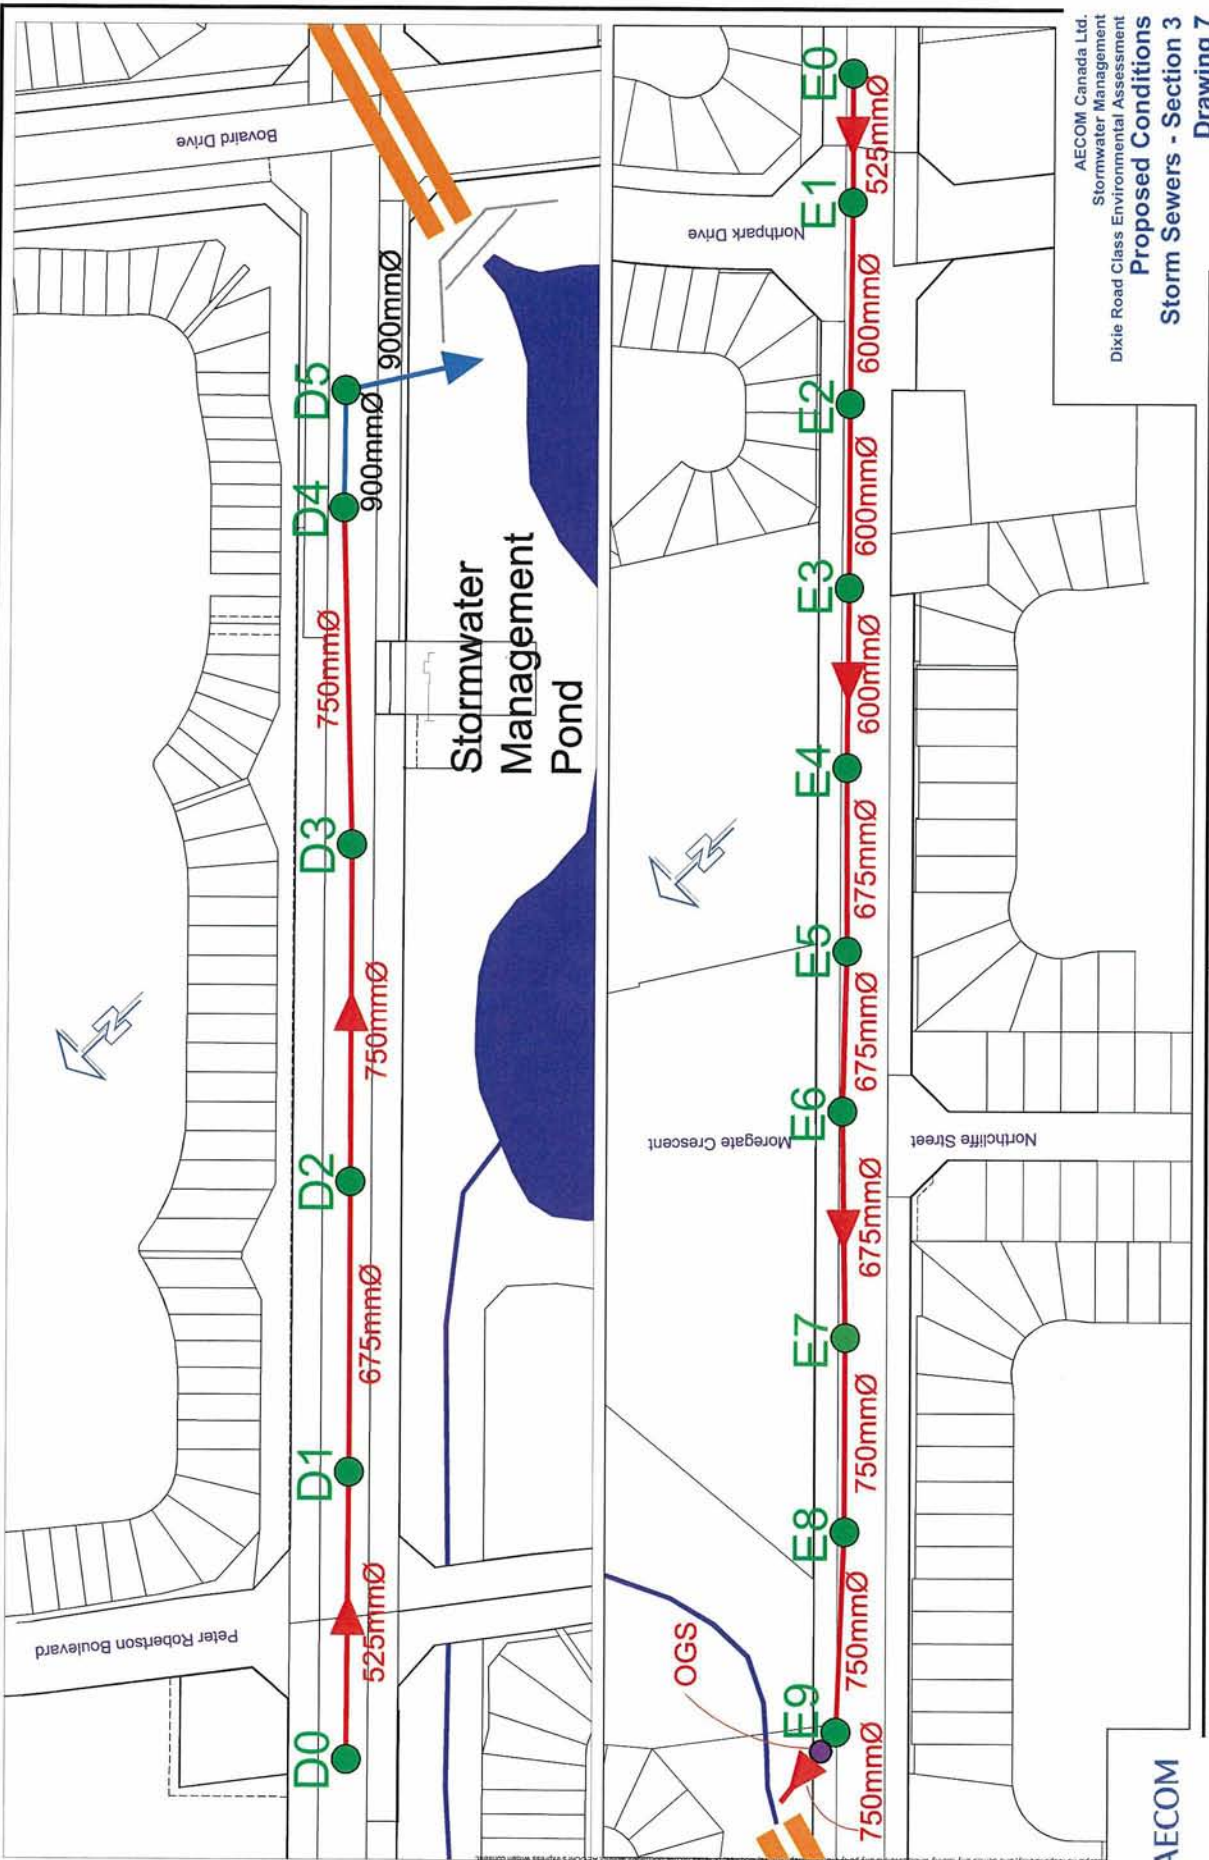 Bovaird Drive
D5
900mmØ
D4
900mmØ
750mmØ
Stormwater
Management
Pond
D3
750mmØ
N
D2
675mmØ
D1
525mmØ
Peter Robertson Boulevard
D0
E0
525mmØ
E1
Northpark Drive
600mmØ
E2
600mmØ
E3
600mmØ
E4
675mmØ
N
E5
675mmØ
E6
Moregate Crescent
Northcliffe Street
675mmØ
E7
750mmØ
E8
750mmØ
OGS
E9
750mmØ
AECOM Canada Ltd.
Stormwater Management
Dixie Road Class Environmental Assessment
Proposed Conditions
Storm Sewers - Section 3
Drawing 7
AECOM